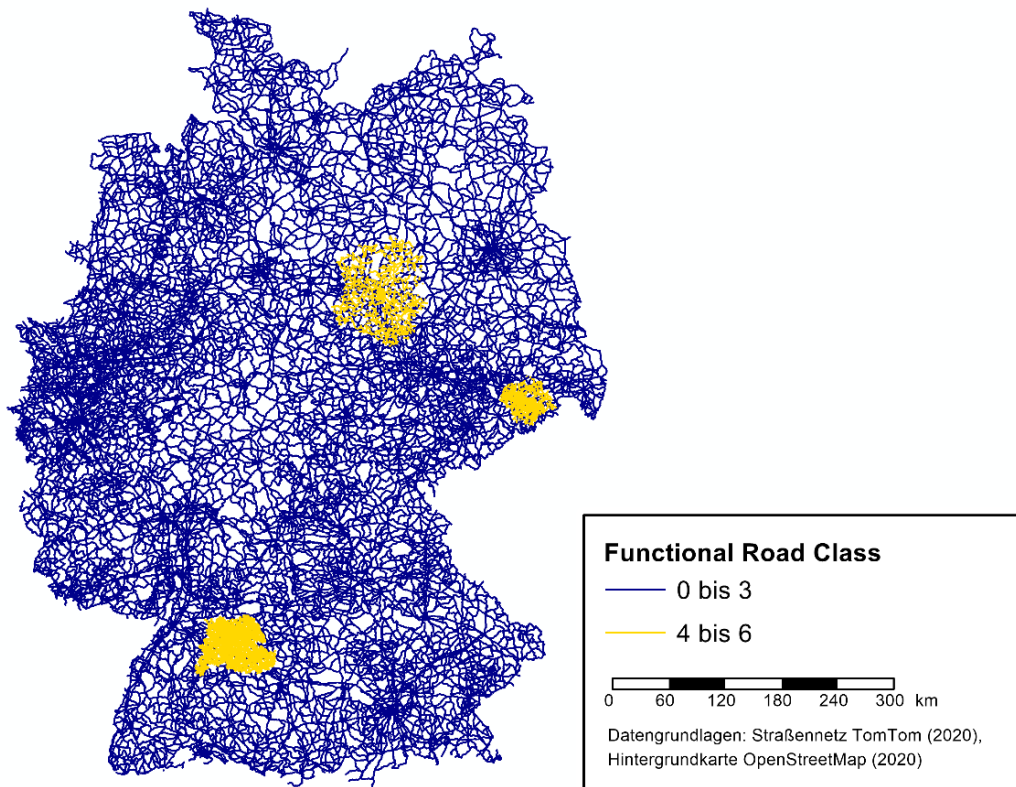 Functional Road Class
0 bis 3
4 bis 6
0 60 120 180 240 300 km
Datengrundlagen: Straßennetz TomTom (2020),
Hintergrundkarte OpenStreetMap (2020)